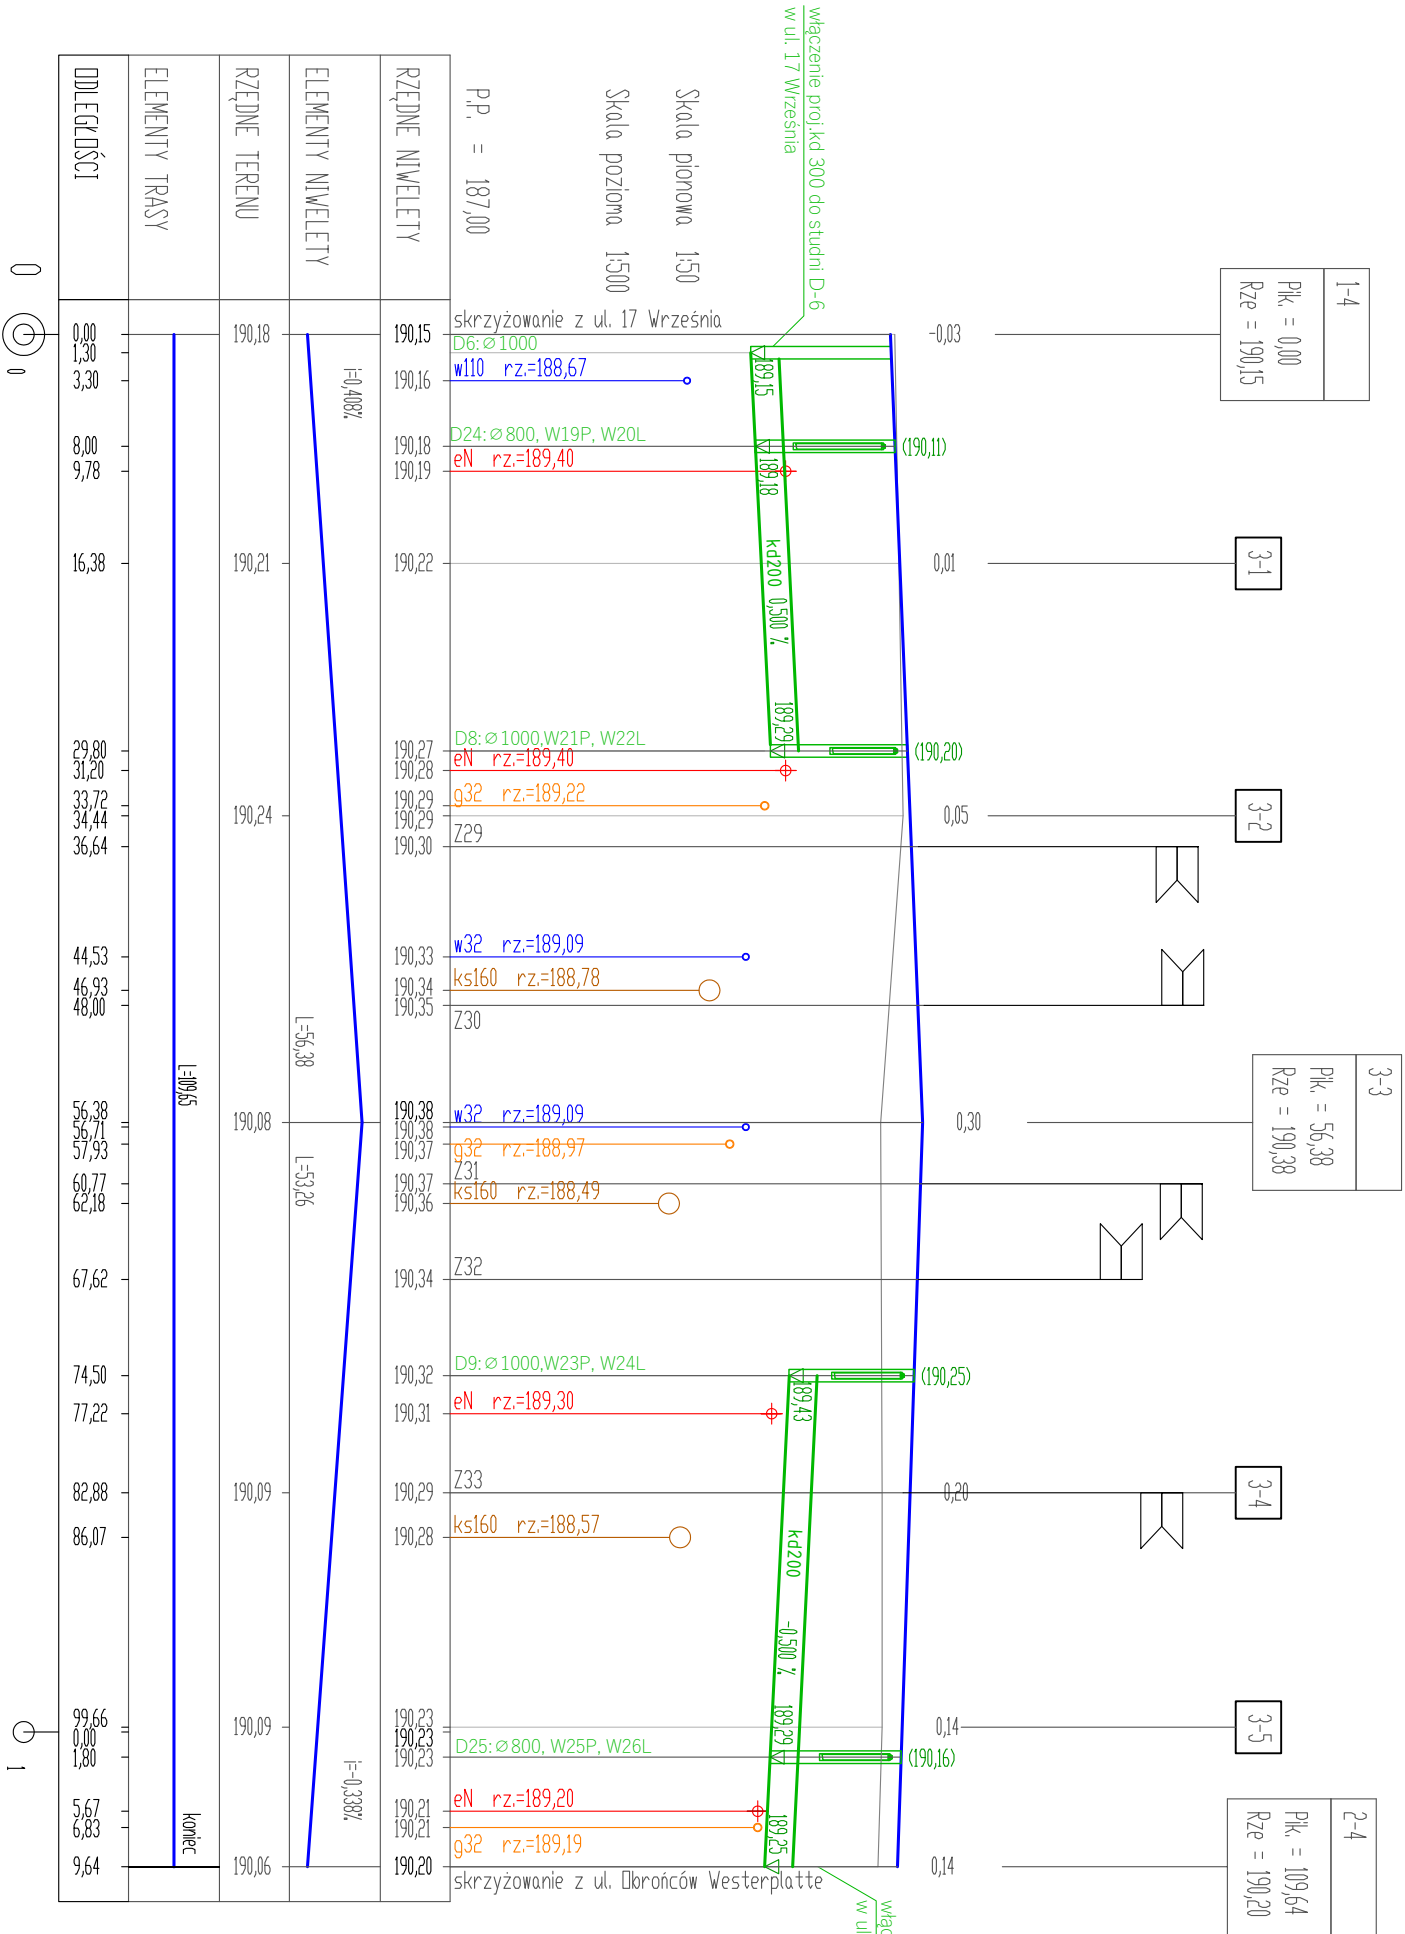 włączenie proj.kd 300 do studni D-6
w ul. 17 Września
1-4
Pik. = 0,00
Rze = 190,15
3-1
3-2
3-3
Pik. = 56,38
Rze = 190,38
3-4
3-5
2-4
Pik. = 109,64
Rze = 190,20
-0,03
0,01
0,05
0,30
0,20
0,14
0,14
(190,11)
(190,20)
(190,25)
(190,16)
Skala pionowa 1:50
Skala pozioma 1:500
P.P. = 187,00
189,15
189,18
kd200 0,500 %
189,29
189,43
kd200 -0,500 %
189,29
189,25
skrzyżowanie z ul. 17 Września
D6:⌀1000
w110 rz.=188,67
D24:⌀800, W19P, W20L
eN rz.=189,40
D8:⌀1000,W21P, W22L
eN rz.=189,40
g32 rz.=189,22
Z29
w32 rz.=189,09
ks160 rz.=188,78
Z30
w32 rz.=189,09
g32 rz.=188,97
Z31
ks160 rz.=188,49
Z32
D9:⌀1000,W23P, W24L
eN rz.=189,30
Z33
ks160 rz.=188,57
D25:⌀800, W25P, W26L
eN rz.=189,20
g32 rz.=189,19
skrzyżowanie z ul. Obrońców Westerplatte
RZĘDNE NIWELETY
190,15
190,16
190,18
190,19
190,22
190,27
190,28
190,29
190,29
190,30
190,33
190,34
190,35
190,38
190,38
190,37
190,37
190,36
190,34
190,32
190,31
190,29
190,28
190,23
190,23
190,23
190,21
190,21
190,20
ELEMENTY NIWELETY
i=0,408%
L=56,38
L=53,26
i=-0,338%
RZĘDNE TERENU
190,18
190,21
190,24
190,08
190,09
190,09
190,06
ELEMENTY TRASY
L=109,65
koniec
ODLEGŁOŚCI
0,00
1,30
3,30
8,00
9,78
16,38
29,80
31,20
33,72
34,44
36,64
44,53
46,93
48,00
56,38
56,71
57,93
60,77
62,18
67,62
74,50
77,22
82,88
86,07
99,66
0,00
1,80
5,67
6,83
9,64
0
0
1